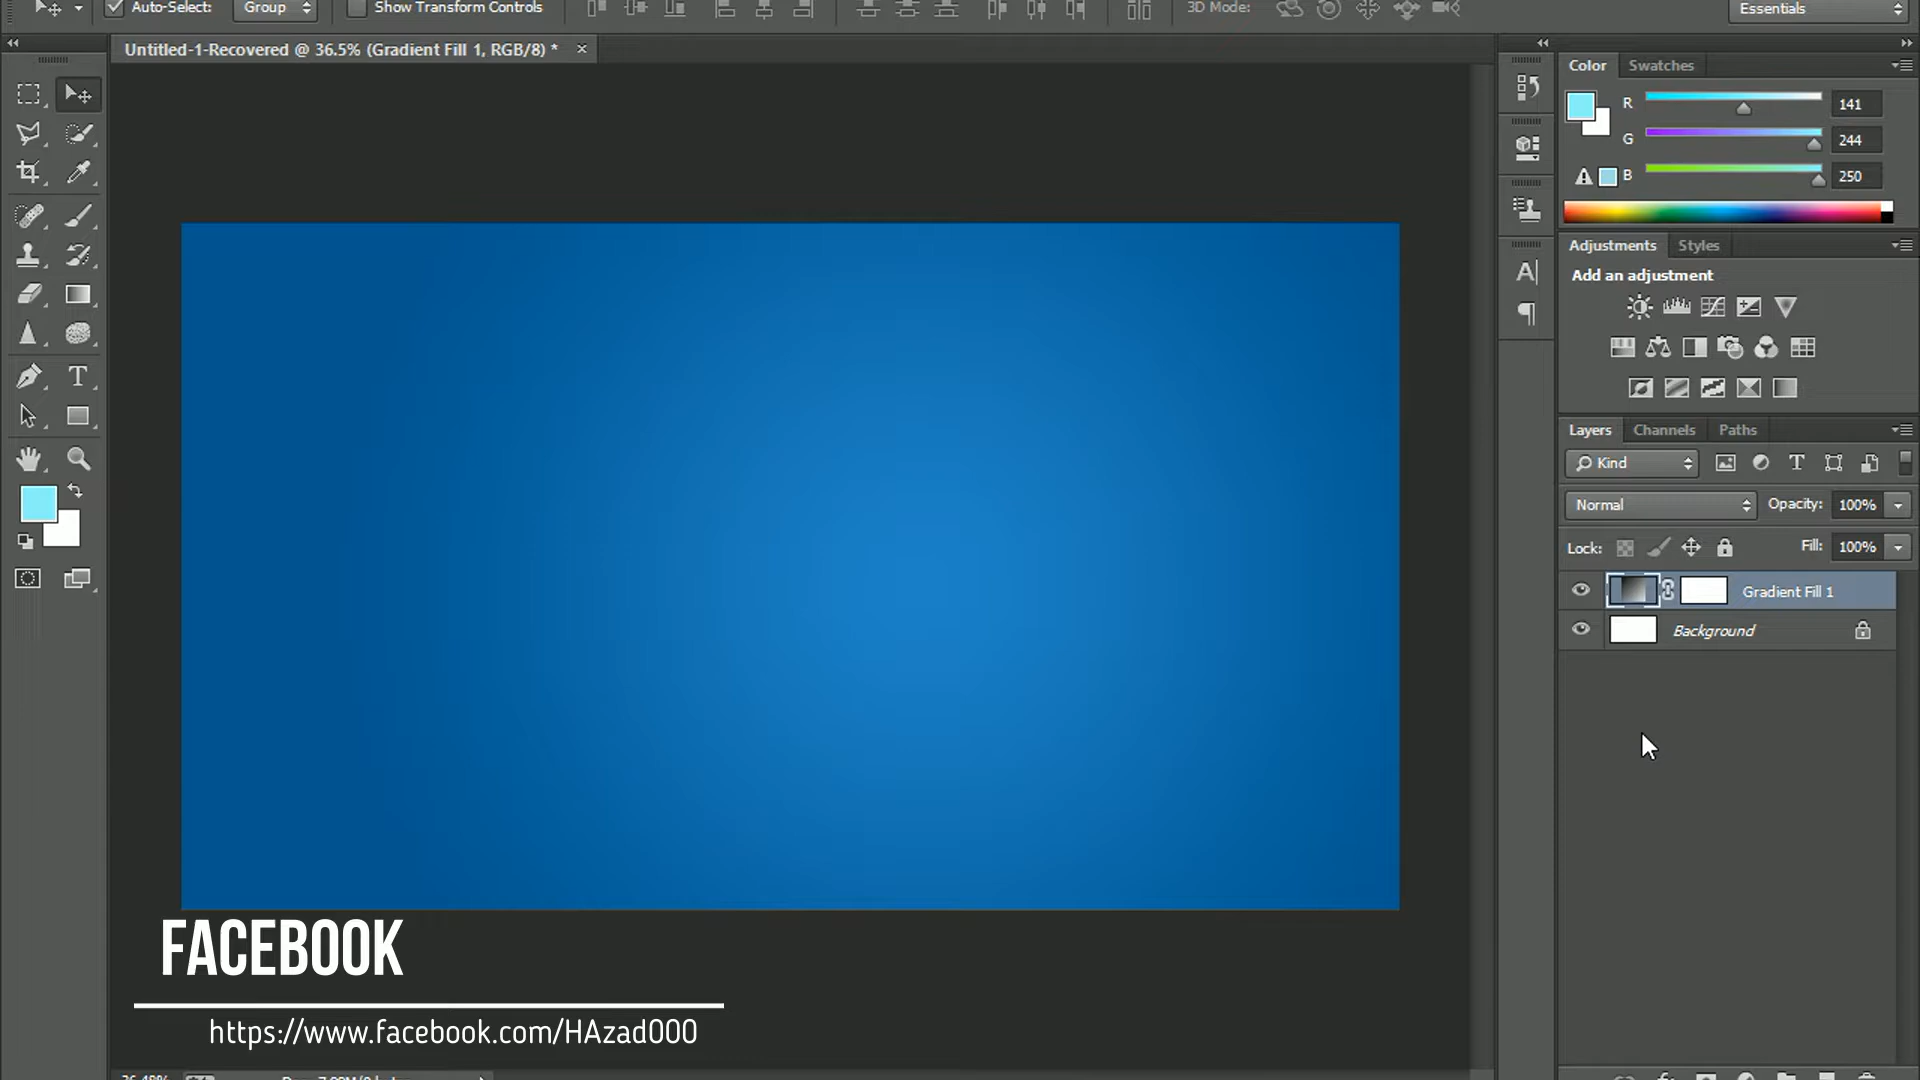 Auto-Select: Group Show Transform Controls 3D Mode: Essentials
Untitled-1-Recovered @ 36.5% (Gradient Fill 1, RGB/8) * ×
Color Swatches
R 141
G 244
B 250
Adjustments Styles
Add an adjustment
Layers Channels Paths
Kind
Normal Opacity: 100%
Lock: Fill: 100%
Gradient Fill 1
Background
FACEBOOK
https://www.facebook.com/HAzad000